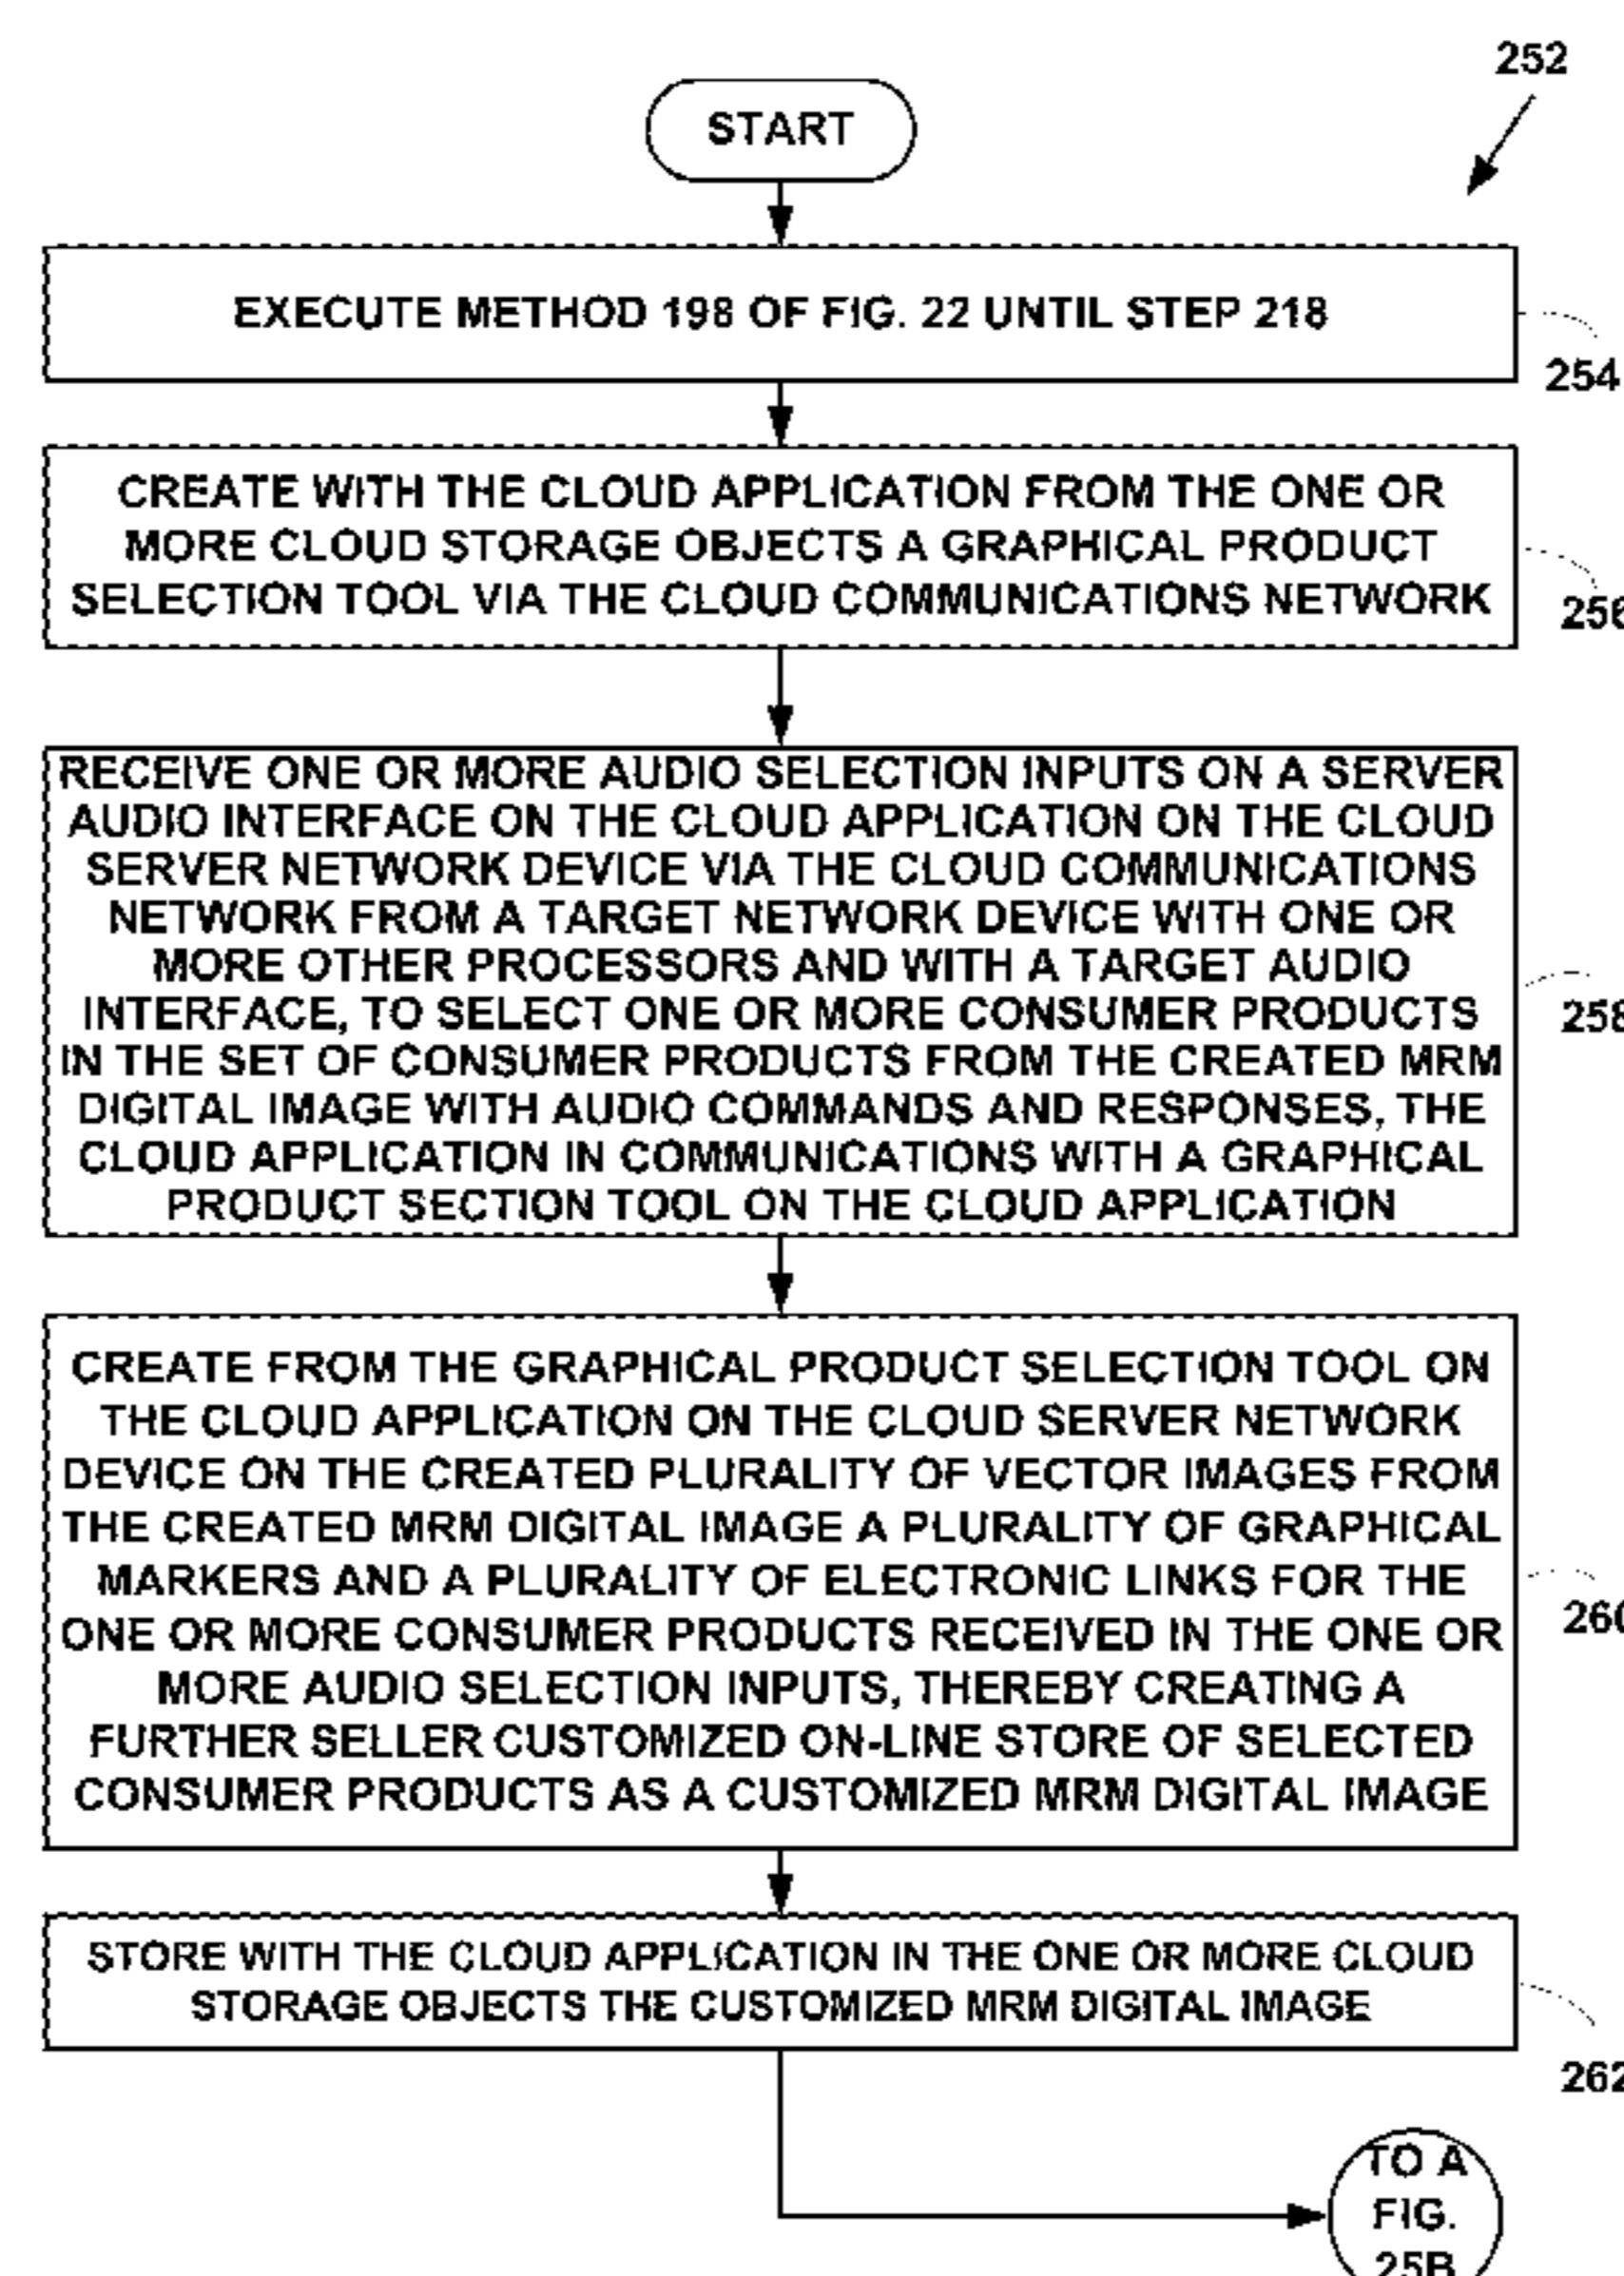 252
START
EXECUTE METHOD 198 OF FIG. 22 UNTIL STEP 218
254
CREATE WITH THE CLOUD APPLICATION FROM THE ONE OR
MORE CLOUD STORAGE OBJECTS A GRAPHICAL PRODUCT
SELECTION TOOL VIA THE CLOUD COMMUNICATIONS NETWORK
256
RECEIVE ONE OR MORE AUDIO SELECTION INPUTS ON A SERVER
AUDIO INTERFACE ON THE CLOUD APPLICATION ON THE CLOUD
SERVER NETWORK DEVICE VIA THE CLOUD COMMUNICATIONS
NETWORK FROM A TARGET NETWORK DEVICE WITH ONE OR
MORE OTHER PROCESSORS AND WITH A TARGET AUDIO
INTERFACE, TO SELECT ONE OR MORE CONSUMER PRODUCTS
IN THE SET OF CONSUMER PRODUCTS FROM THE CREATED MRM
DIGITAL IMAGE WITH AUDIO COMMANDS AND RESPONSES, THE
CLOUD APPLICATION IN COMMUNICATIONS WITH A GRAPHICAL
PRODUCT SECTION TOOL ON THE CLOUD APPLICATION
258
CREATE FROM THE GRAPHICAL PRODUCT SELECTION TOOL ON
THE CLOUD APPLICATION ON THE CLOUD SERVER NETWORK
DEVICE ON THE CREATED PLURALITY OF VECTOR IMAGES FROM
THE CREATED MRM DIGITAL IMAGE A PLURALITY OF GRAPHICAL
MARKERS AND A PLURALITY OF ELECTRONIC LINKS FOR THE
ONE OR MORE CONSUMER PRODUCTS RECEIVED IN THE ONE OR
MORE AUDIO SELECTION INPUTS, THEREBY CREATING A
FURTHER SELLER CUSTOMIZED ON-LINE STORE OF SELECTED
CONSUMER PRODUCTS AS A CUSTOMIZED MRM DIGITAL IMAGE
260
STORE WITH THE CLOUD APPLICATION IN THE ONE OR MORE CLOUD
STORAGE OBJECTS THE CUSTOMIZED MRM DIGITAL IMAGE
262
TO A
FIG.
25B